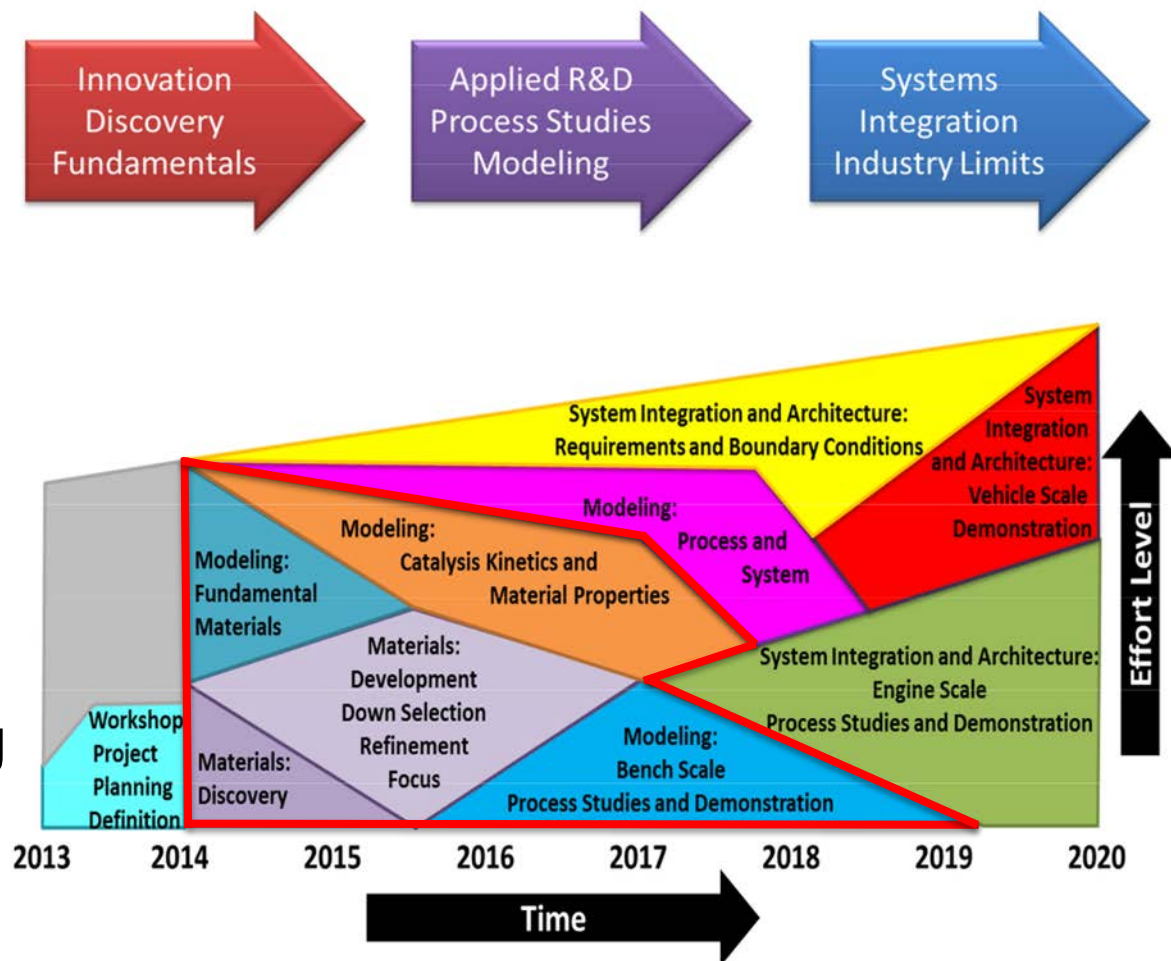 Innovation
Discovery
Fundamentals
Applied R&D
Process Studies
Modeling
Systems
Integration
Industry Limits
System Integration and Architecture:
Requirements and Boundary Conditions
System
Integration
and Architecture:
Vehicle Scale
Demonstration
Modeling:
Process and
System
Modeling:
Catalysis Kinetics and
Material Properties
Modeling:
Fundamental
Materials
Materials:
Development
Down Selection
Refinement
Focus
System Integration and Architecture:
Engine Scale
Process Studies and Demonstration
Workshop
Project
Planning
Definition
Materials:
Discovery
Modeling:
Bench Scale
Process Studies and Demonstration
Effort Level
g
2013 2014 2015 2016 2017 2018 2019 2020
Time